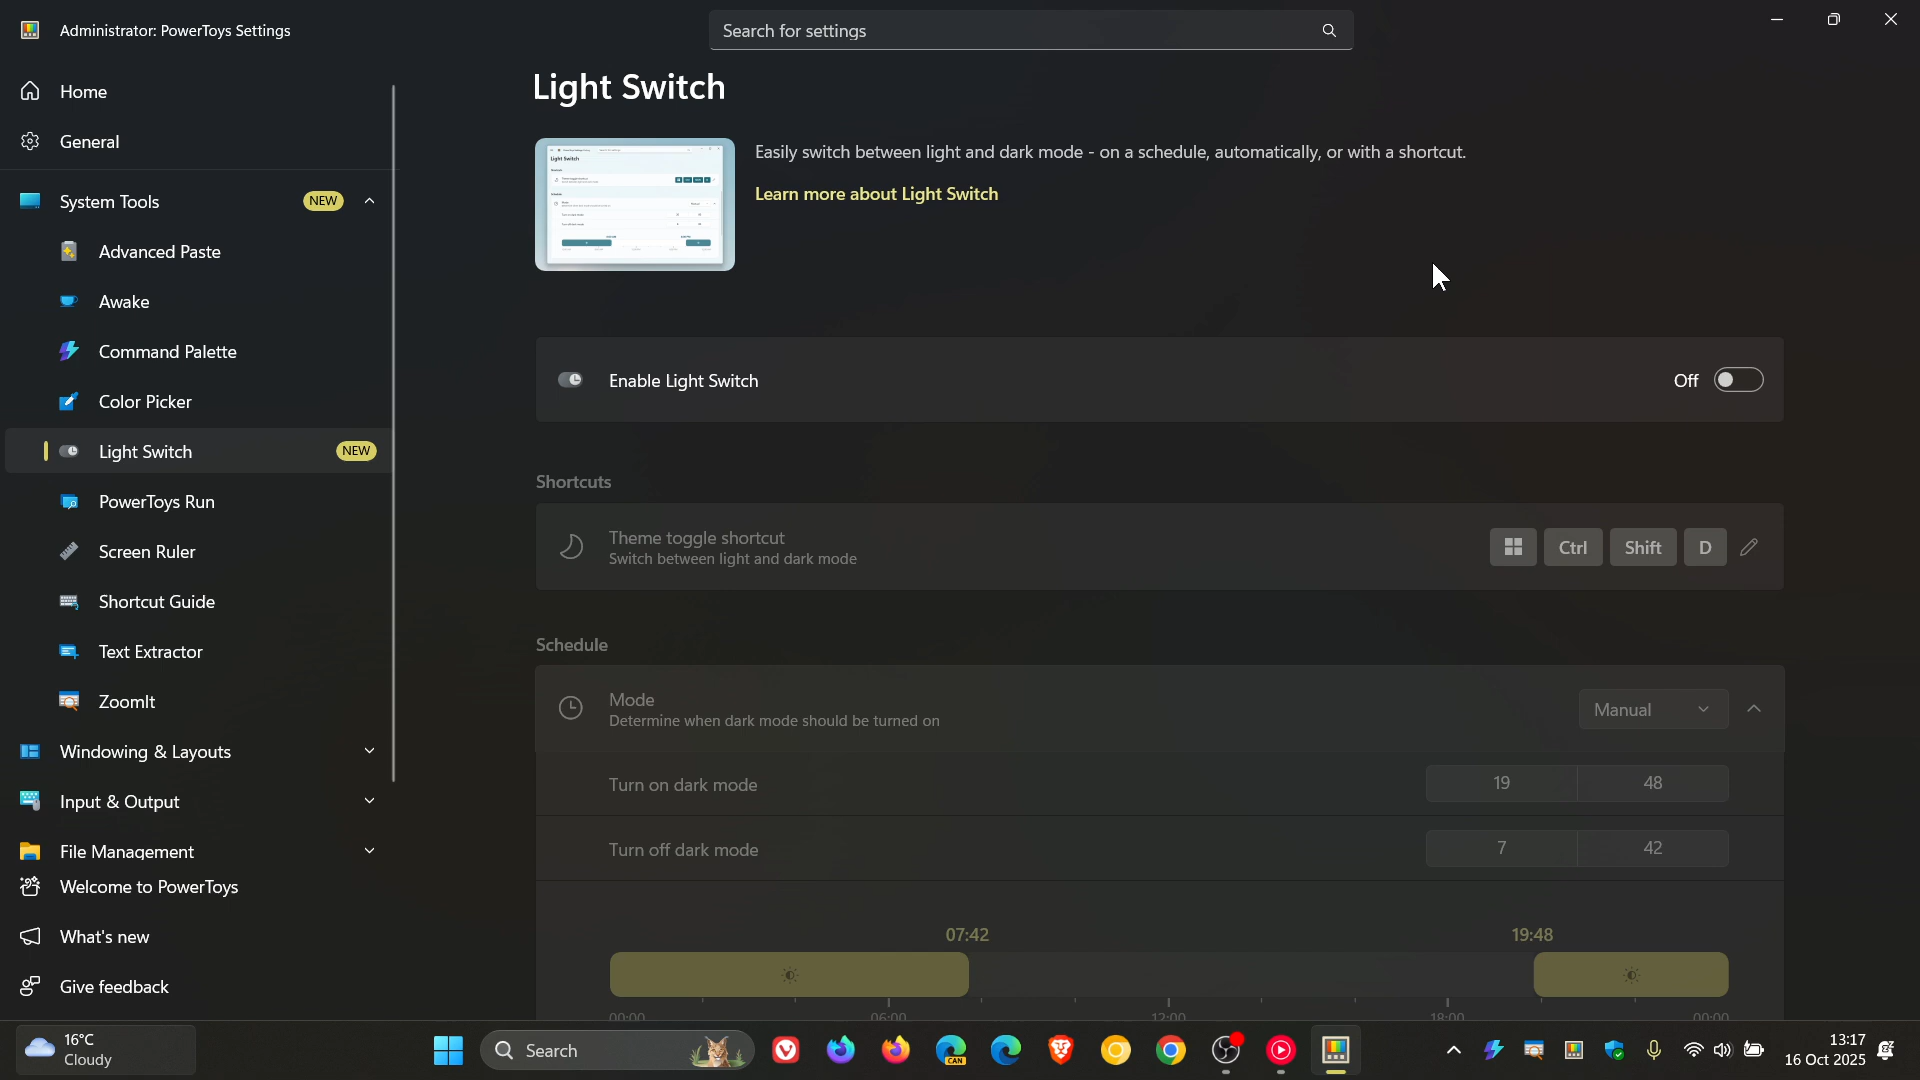 Administrator: PowerToys Settings
Search for settings
Home
General
System Tools
NEW
Advanced Paste
Awake
Command Palette
Color Picker
Light Switch
NEW
PowerToys Run
Screen Ruler
Shortcut Guide
Text Extractor
ZoomIt
Windowing & Layouts
Input & Output
File Management
Welcome to PowerToys
What's new
Give feedback
Light Switch
Light Switch
Easily switch between light and dark mode - on a schedule, automatically, or with a shortcut.
Learn more about Light Switch
Enable Light Switch
Off
Shortcuts
Theme toggle shortcut
Switch between light and dark mode
Ctrl
Shift
D
Schedule
Mode
Determine when dark mode should be turned on
Manual
Turn on dark mode
19
48
Turn off dark mode
7
42
07:42
19:48
00:00
06:00
12:00
18:00
00:00
16°C
Cloudy
Search
CAN
13:17
16 Oct 2025